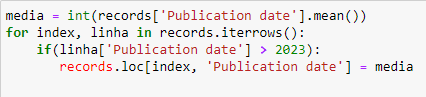 media = int(records['Publication date'].mean())
for index, linha in records.iterrows():
    if(linha['Publication date'] > 2023):
        records.loc[index, 'Publication date'] = media